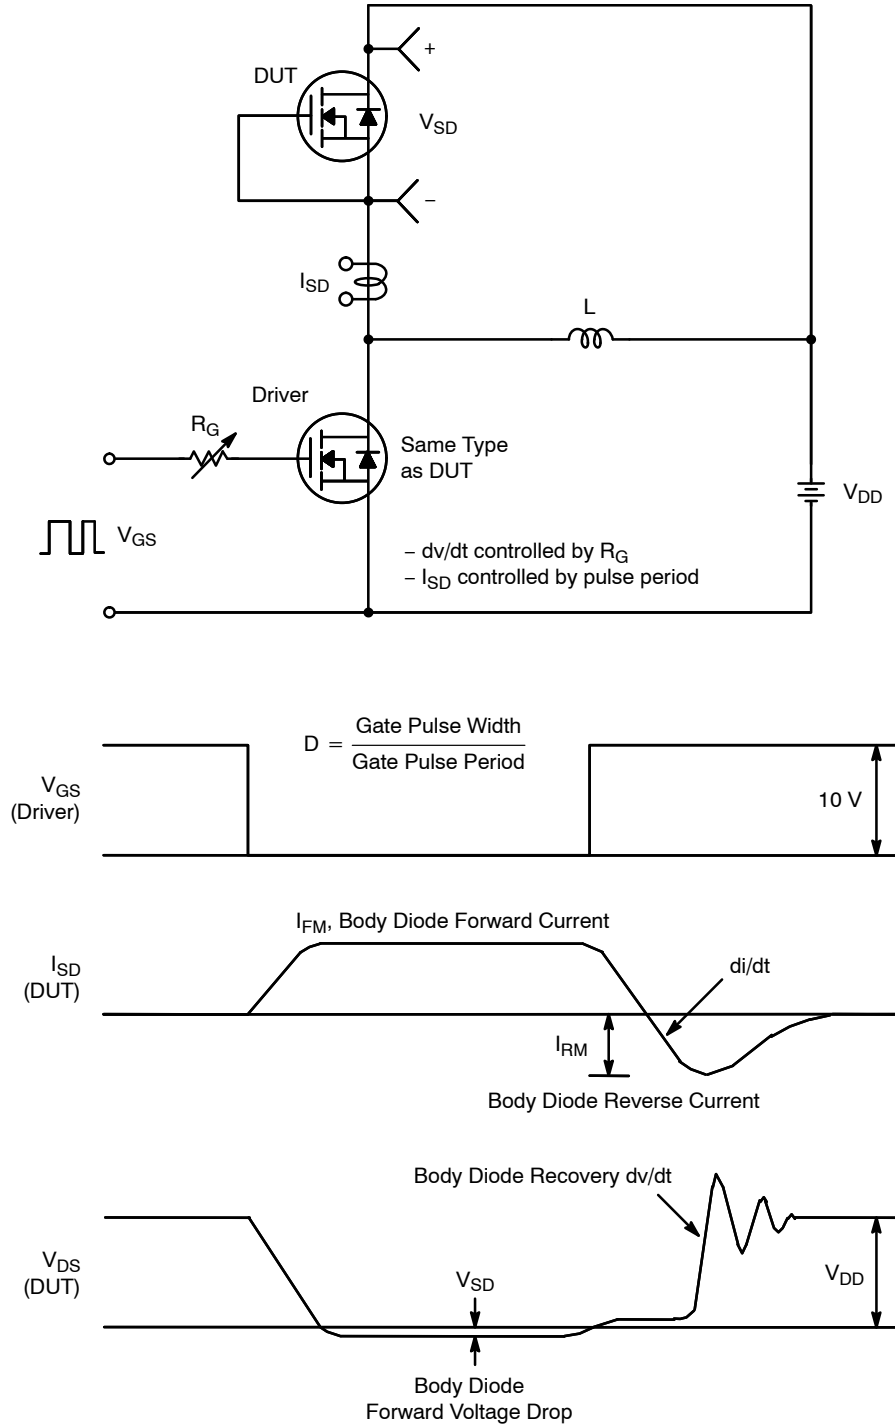 +
DUT
V_SD
−
I_SD
L
Driver
R_G
Same Type
as DUT
V_DD
V_GS
− dv/dt controlled by R_G
− I_SD controlled by pulse period
D = Gate Pulse Width
Gate Pulse Period
V_GS
(Driver)
10 V
I_FM, Body Diode Forward Current
I_SD
(DUT)
di/dt
I_RM
Body Diode Reverse Current
Body Diode Recovery dv/dt
V_DS
(DUT)
V_SD
V_DD
Body Diode
Forward Voltage Drop